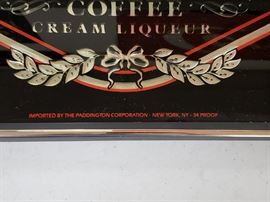 COFFEE
CREAM LIQUEUR
IMPORTED BY THE PADDINGTON CORPORATION - NEW YORK, NY - 34 PROOF